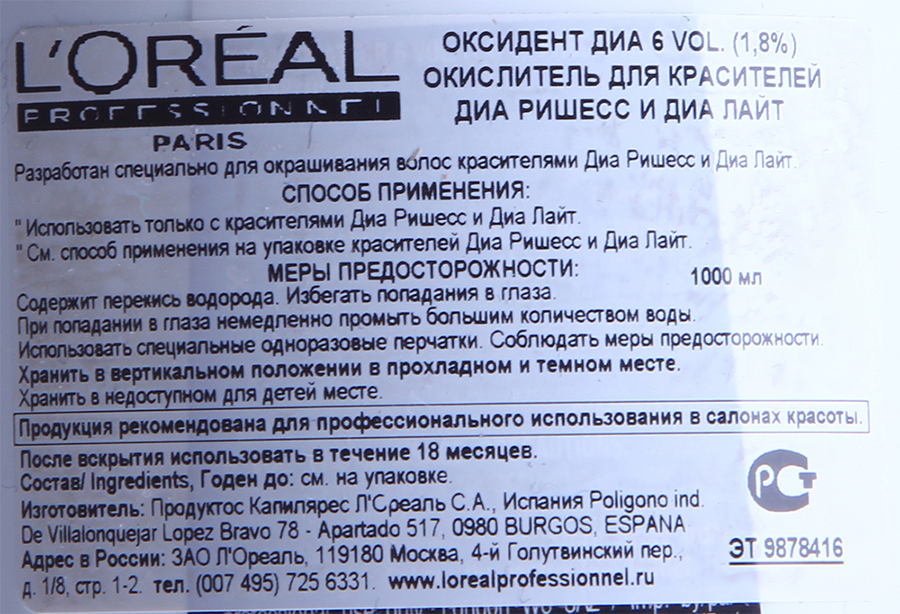 L'ORÉAL
PROFESSIONNEL
PARIS
ОКСИДЕНТ ДИА 6 VOL. (1,8%)
ОКИСЛИТЕЛЬ ДЛЯ КРАСИТЕЛЕЙ
ДИА РИШЕСС И ДИА ЛАЙТ
Разработан специально для окрашивания волос красителями Диа Ришесс и Диа Лайт.
СПОСОБ ПРИМЕНЕНИЯ:
" Использовать только с красителями Диа Ришесс и Диа Лайт.
" См. способ применения на упаковке красителей Диа Ришесс и Диа Лайт.
МЕРЫ ПРЕДОСТОРОЖНОСТИ:
1000 мл
Содержит перекись водорода. Избегать попадания в глаза.
При попадании в глаза немедленно промыть большим количеством воды.
Использовать специальные одноразовые перчатки. Соблюдать меры предосторожности.
Хранить в вертикальном положении в прохладном и темном месте.
Хранить в недоступном для детей месте.
Продукция рекомендована для профессионального использования в салонах красоты.
После вскрытия использовать в течение 18 месяцев.
Состав/ Ingredients, Годен до: см. на упаковке.
Изготовитель: Продуктос Капилярес Л'Ореаль С.А., Испания Poligono ind.
De Villalonquejar Lopez Bravo 78 - Apartado 517, 0980 BURGOS, ESPANA
Адрес в России: ЗАО Л'Ореаль, 119180 Москва, 4-й Голутвинский пер.,
д. 1/8, стр. 1-2. тел. (007 495) 725 6331. www.lorealprofessionnel.ru
РСТ
ЭТ 9878416